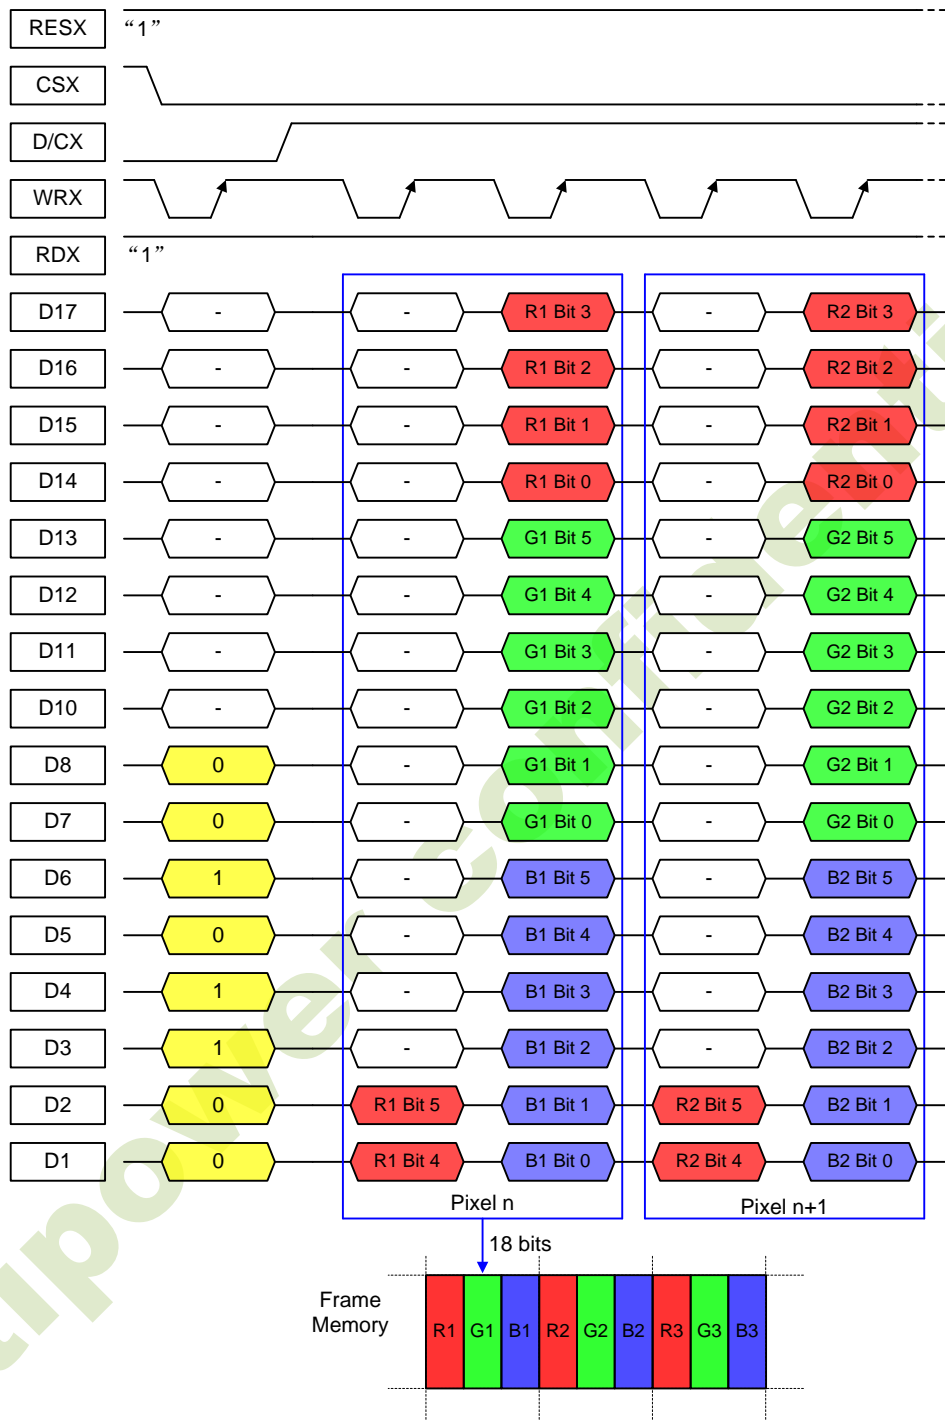 RESX "1"
CSX
D/CX
WRX
RDX "1"
D17 - - R1 Bit 3 - R2 Bit 3
D16 - - R1 Bit 2 - R2 Bit 2
D15 - - R1 Bit 1 - R2 Bit 1
D14 - - R1 Bit 0 - R2 Bit 0
D13 - - G1 Bit 5 - G2 Bit 5
D12 - - G1 Bit 4 - G2 Bit 4
D11 - - G1 Bit 3 - G2 Bit 3
D10 - - G1 Bit 2 - G2 Bit 2
D8 0 - G1 Bit 1 - G2 Bit 1
D7 0 - G1 Bit 0 - G2 Bit 0
D6 1 - B1 Bit 5 - B2 Bit 5
D5 0 - B1 Bit 4 - B2 Bit 4
D4 1 - B1 Bit 3 - B2 Bit 3
D3 1 - B1 Bit 2 - B2 Bit 2
D2 0 R1 Bit 5 B1 Bit 1 R2 Bit 5 B2 Bit 1
D1 0 R1 Bit 4 B1 Bit 0 R2 Bit 4 B2 Bit 0
Pixel n Pixel n+1
18 bits
Frame
Memory
R1 G1 B1 R2 G2 B2 R3 G3 B3